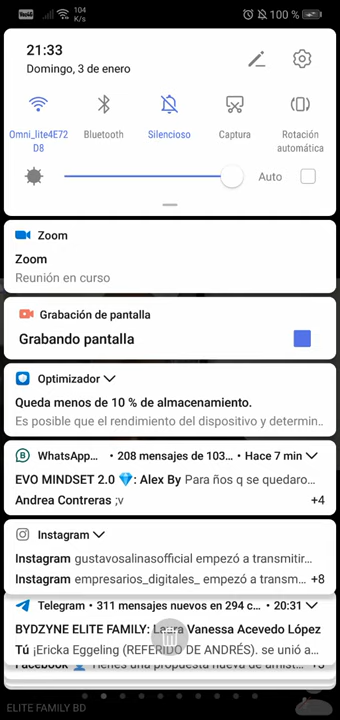 104
K/s
100 %
21:33
Domingo, 3 de enero
Omni_lite4E72
D8
Bluetooth
Silencioso
Captura
Rotación
automática
Auto
Zoom
Zoom
Reunión en curso
Grabación de pantalla
Grabando pantalla
Optimizador
Queda menos de 10 % de almacenamiento.
Es posible que el rendimiento del dispositivo y determin...
WhatsApp... • 208 mensajes de 103... • Hace 7 min
EVO MINDSET 2.0 💎: Alex By Para ños q se quedaro...
Andrea Contreras ;v +4
Instagram
Instagram gustavosalinasofficial empezó a transmitir...
Instagram empresarios_digitales_ empezó a transm... +8
Telegram • 311 mensajes nuevos en 294 c... • 20:31
BYDZYNE ELITE FAMILY: Laura Vanessa Acevedo López
Tú ¡Ericka Eggeling (REFERIDO DE ANDRÉS). se unió a...
Facebook Tienes una propuesta nueva de amist...
ELITE FAMILY BD